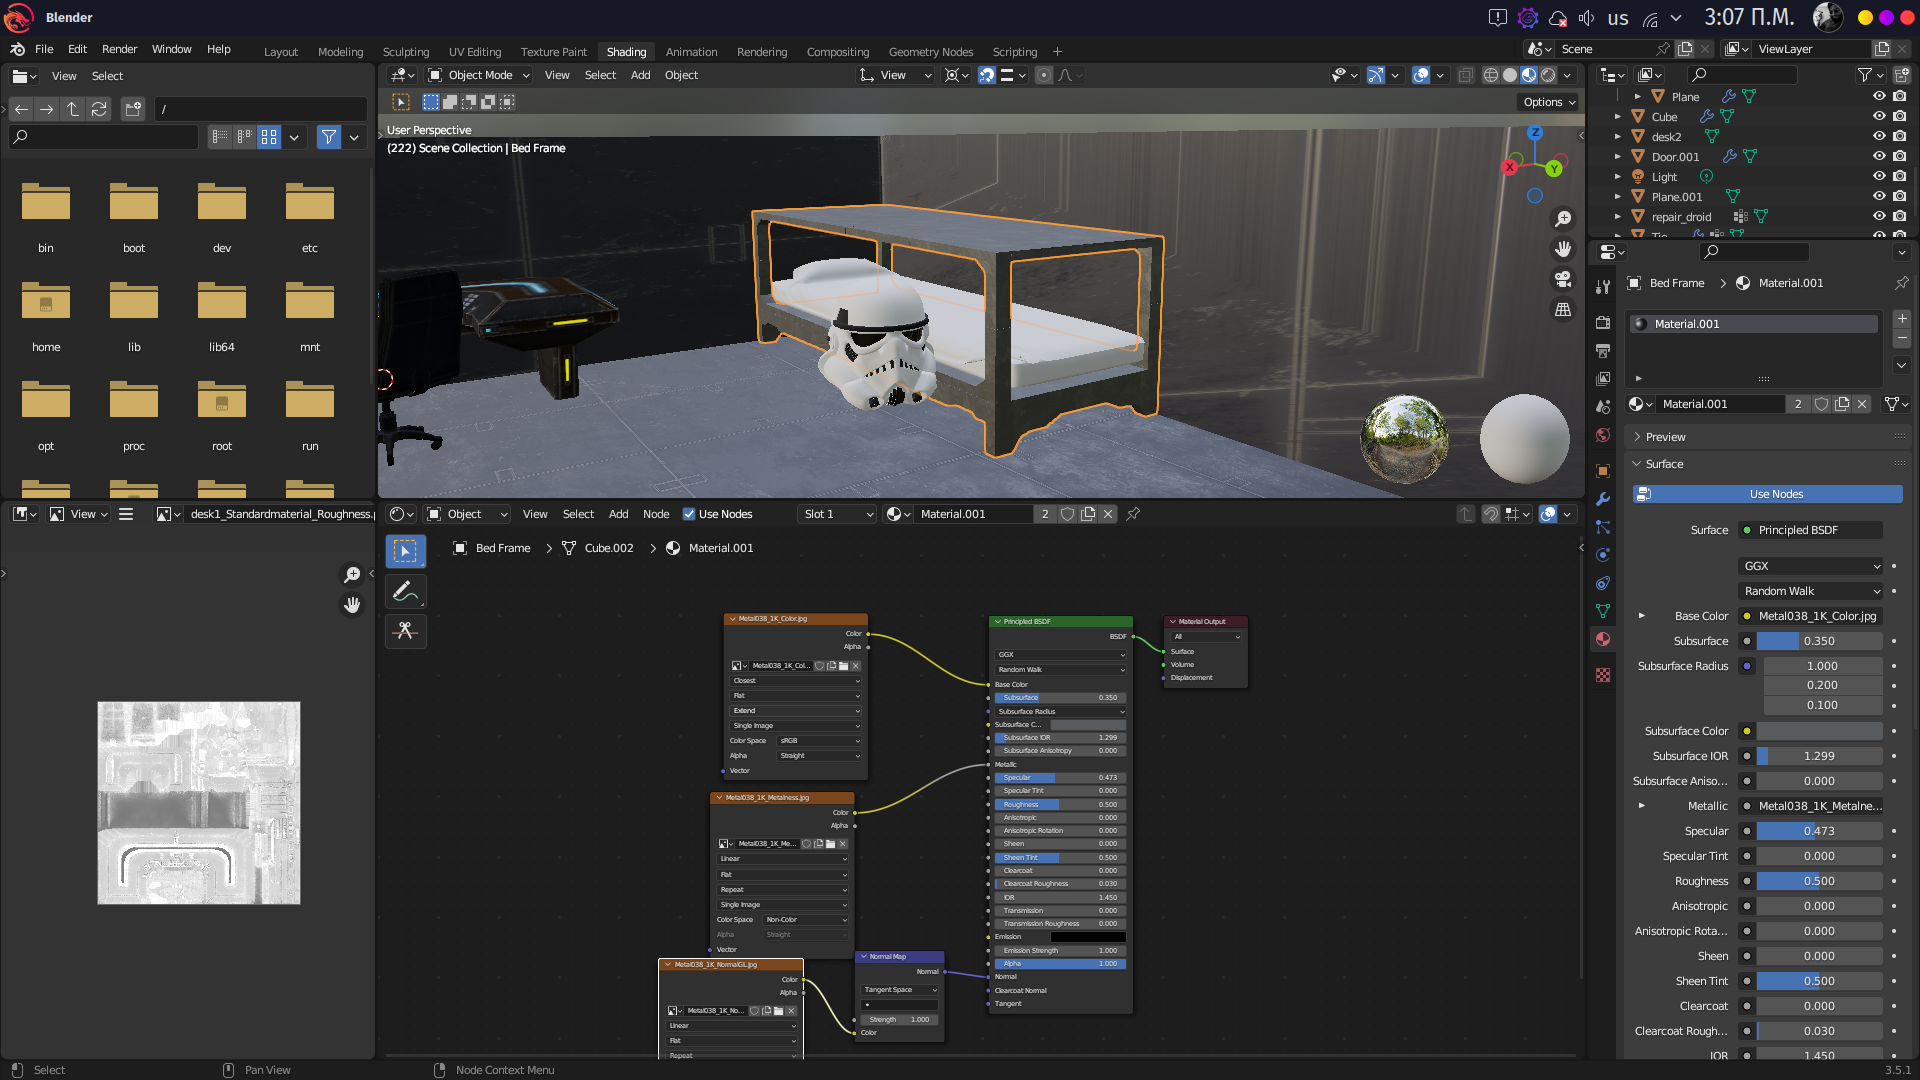 Blender
us
3:07 Π.Μ.
File Edit Render Window Help
Layout Modeling Sculpting UV Editing Texture Paint Shading Animation Rendering Compositing Geometry Nodes Scripting +
Scene
ViewLayer
View Select
/
bin boot dev etc
home lib lib64 mnt
opt proc root run
Object Mode View Select Add Object
View
Options
User Perspective
(222) Scene Collection | Bed Frame
Z
X
Y
Plane
Cube
desk2
Door.001
Light
Plane.001
repair_droid
Bed Frame > Material.001
Material.001
Material.001 2
Preview
Surface
Use Nodes
Surface Principled BSDF
GGX
Random Walk
Base Color Metal038_1K_Color.jpg
Subsurface 0.350
Subsurface Radius 1.000
0.200
0.100
Subsurface Color
Subsurface IOR 1.299
Subsurface Aniso... 0.000
Metallic Metal038_1K_Metalne...
Specular 0.473
Specular Tint 0.000
Roughness 0.500
Anisotropic 0.000
Anisotropic Rota... 0.000
Sheen 0.000
Sheen Tint 0.500
Clearcoat 0.000
Clearcoat Rough... 0.030
IOR 1.450
View
desk1_Standardmaterial_Roughness.p
Object View Select Add Node Use Nodes Slot 1 Material.001 2
Bed Frame > Cube.002 > Material.001
Metal038_1K_Color.jpg
Color
Alpha
Metal038_1K_Col...
Closest
Flat
Extend
Single Image
Color Space sRGB
Alpha Straight
Vector
Metal038_1K_Metalness.jpg
Color
Alpha
Metal038_1K_Me...
Linear
Flat
Repeat
Single Image
Color Space Non-Color
Alpha Straight
Vector
Metal038_1K_NormalGL.jpg
Color
Alpha
Metal038_1K_No...
Linear
Flat
Repeat
Normal Map
Normal
Tangent Space
Strength 1.000
Color
Principled BSDF
BSDF
GGX
Random Walk
Base Color
Subsurface 0.350
Subsurface Radius
Subsurface C...
Subsurface IOR 1.299
Subsurface Anisotropy 0.000
Metallic
Specular 0.473
Specular Tint 0.000
Roughness 0.500
Anisotropic 0.000
Anisotropic Rotation 0.000
Sheen 0.000
Sheen Tint 0.500
Clearcoat 0.000
Clearcoat Roughness 0.030
IOR 1.450
Transmission 0.000
Transmission Roughness 0.000
Emission
Emission Strength 1.000
Alpha 1.000
Normal
Clearcoat Normal
Tangent
Material Output
All
Surface
Volume
Displacement
Select Pan View Node Context Menu 3.5.1